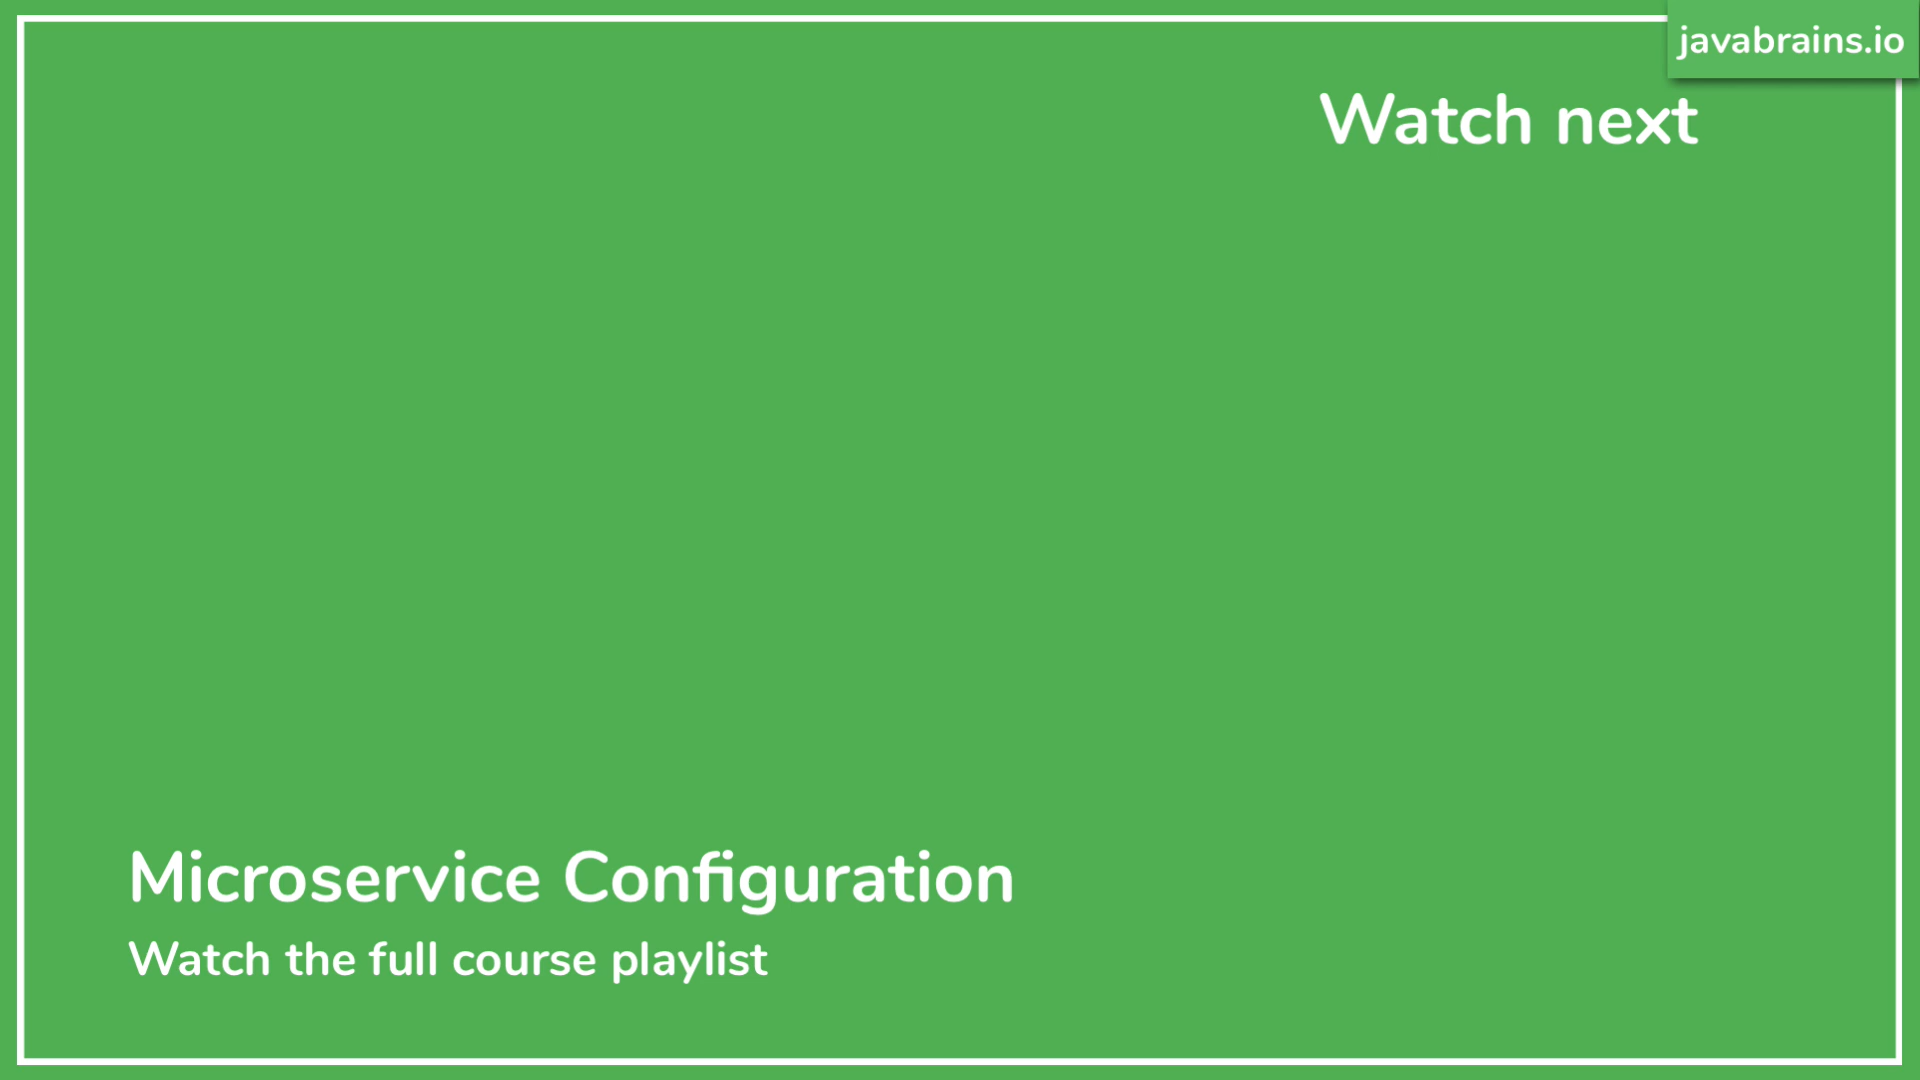 javabrains.io
Watch next
Microservice Configuration
Watch the full course playlist